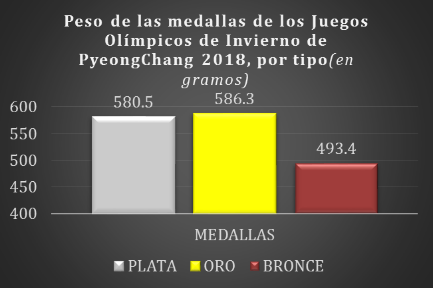 Peso de las medallas de los Juegos
Olímpicos de Invierno de
PyeongChang 2018, por tipo(en
gramos)
580.5
586.3
493.4
600
550
500
450
400
MEDALLAS
PLATA
ORO
BRONCE